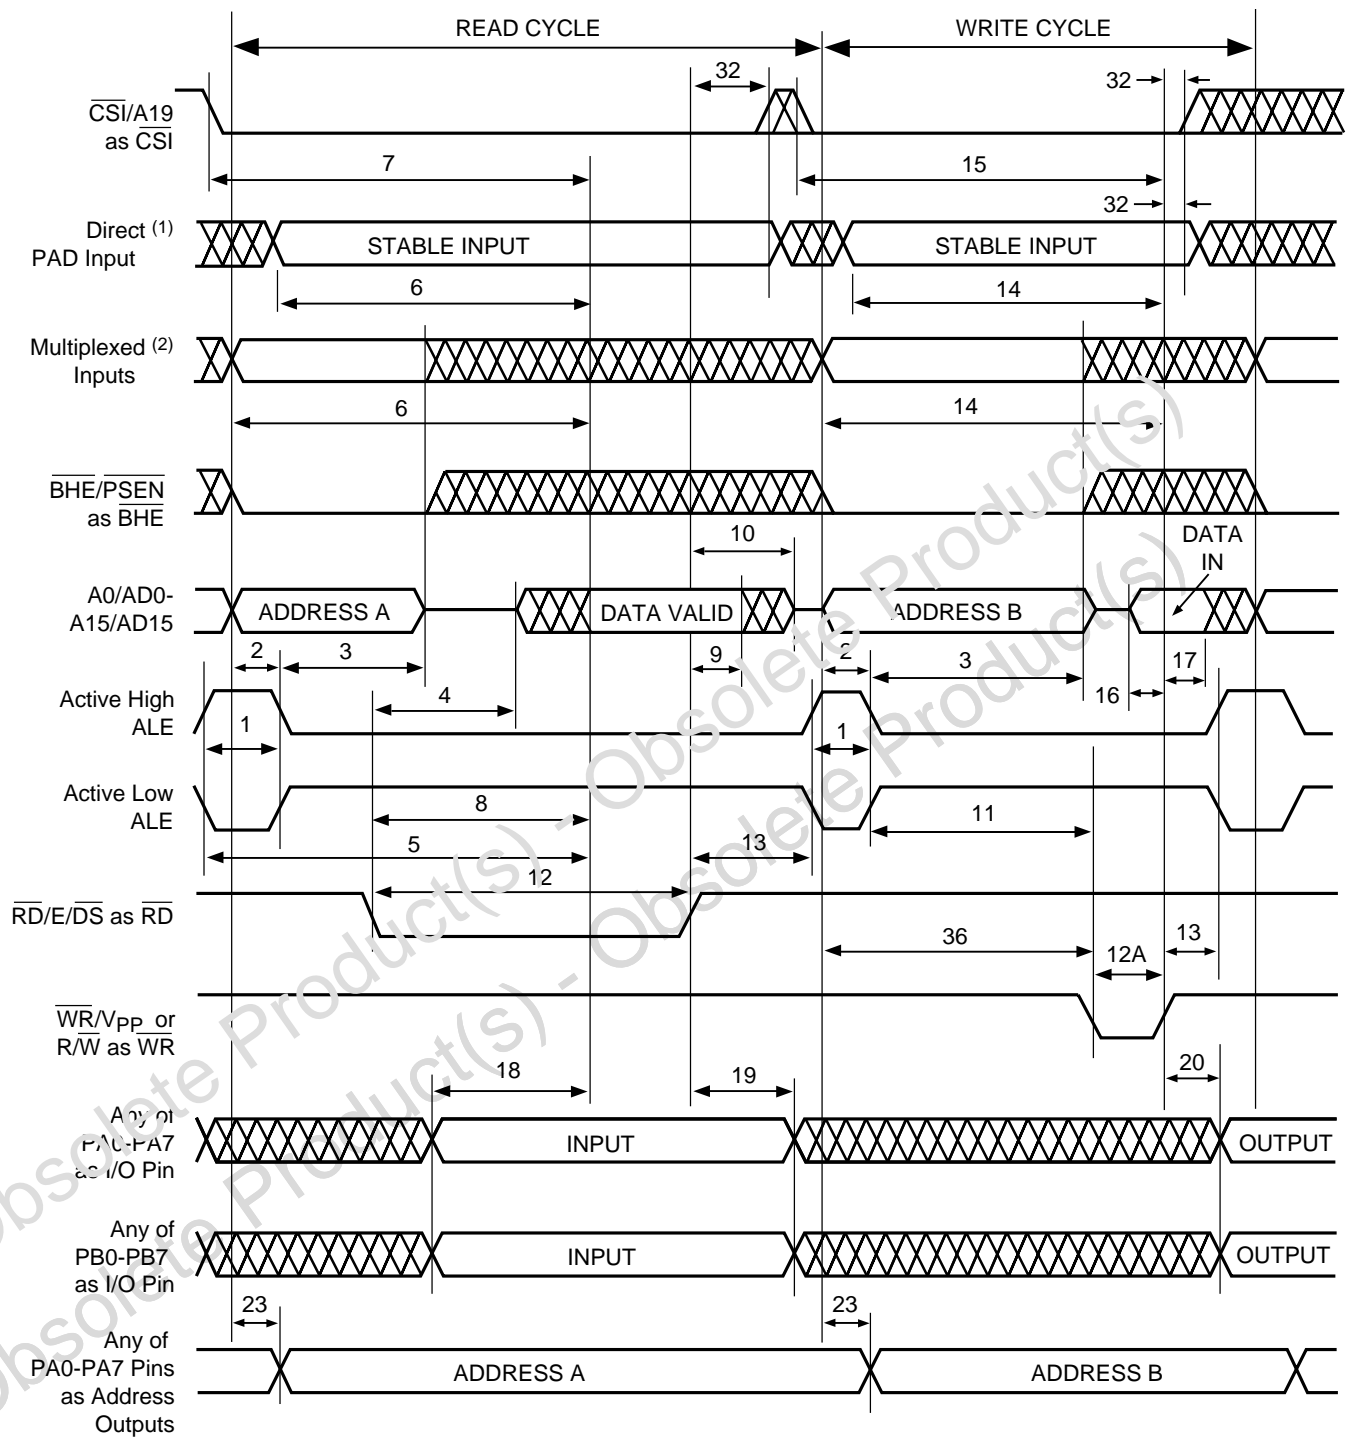 READ CYCLE
WRITE CYCLE
32
32
CSI/A19
as CSI
7
15
32
Direct (1)
PAD Input
STABLE INPUT
STABLE INPUT
6
14
Multiplexed (2)
Inputs
6
14
BHE/PSEN
as BHE
10
DATA
IN
A0/AD0-
A15/AD15
ADDRESS A
DATA VALID
ADDRESS B
2
3
9
2
3
17
4
16
Active High
ALE
1
1
Active Low
ALE
8
11
5
13
12
RD/E/DS as RD
36
13
12A
WR/VPP or
R/W as WR
18
19
20
Any of
PA0-PA7
as I/O Pin
INPUT
OUTPUT
Any of
PB0-PB7
as I/O Pin
INPUT
OUTPUT
23
23
Any of
PA0-PA7 Pins
as Address
Outputs
ADDRESS A
ADDRESS B
Obsolete Product(s) - Obsolete Product(s)
Obsolete Product(s) - Obsolete Product(s)